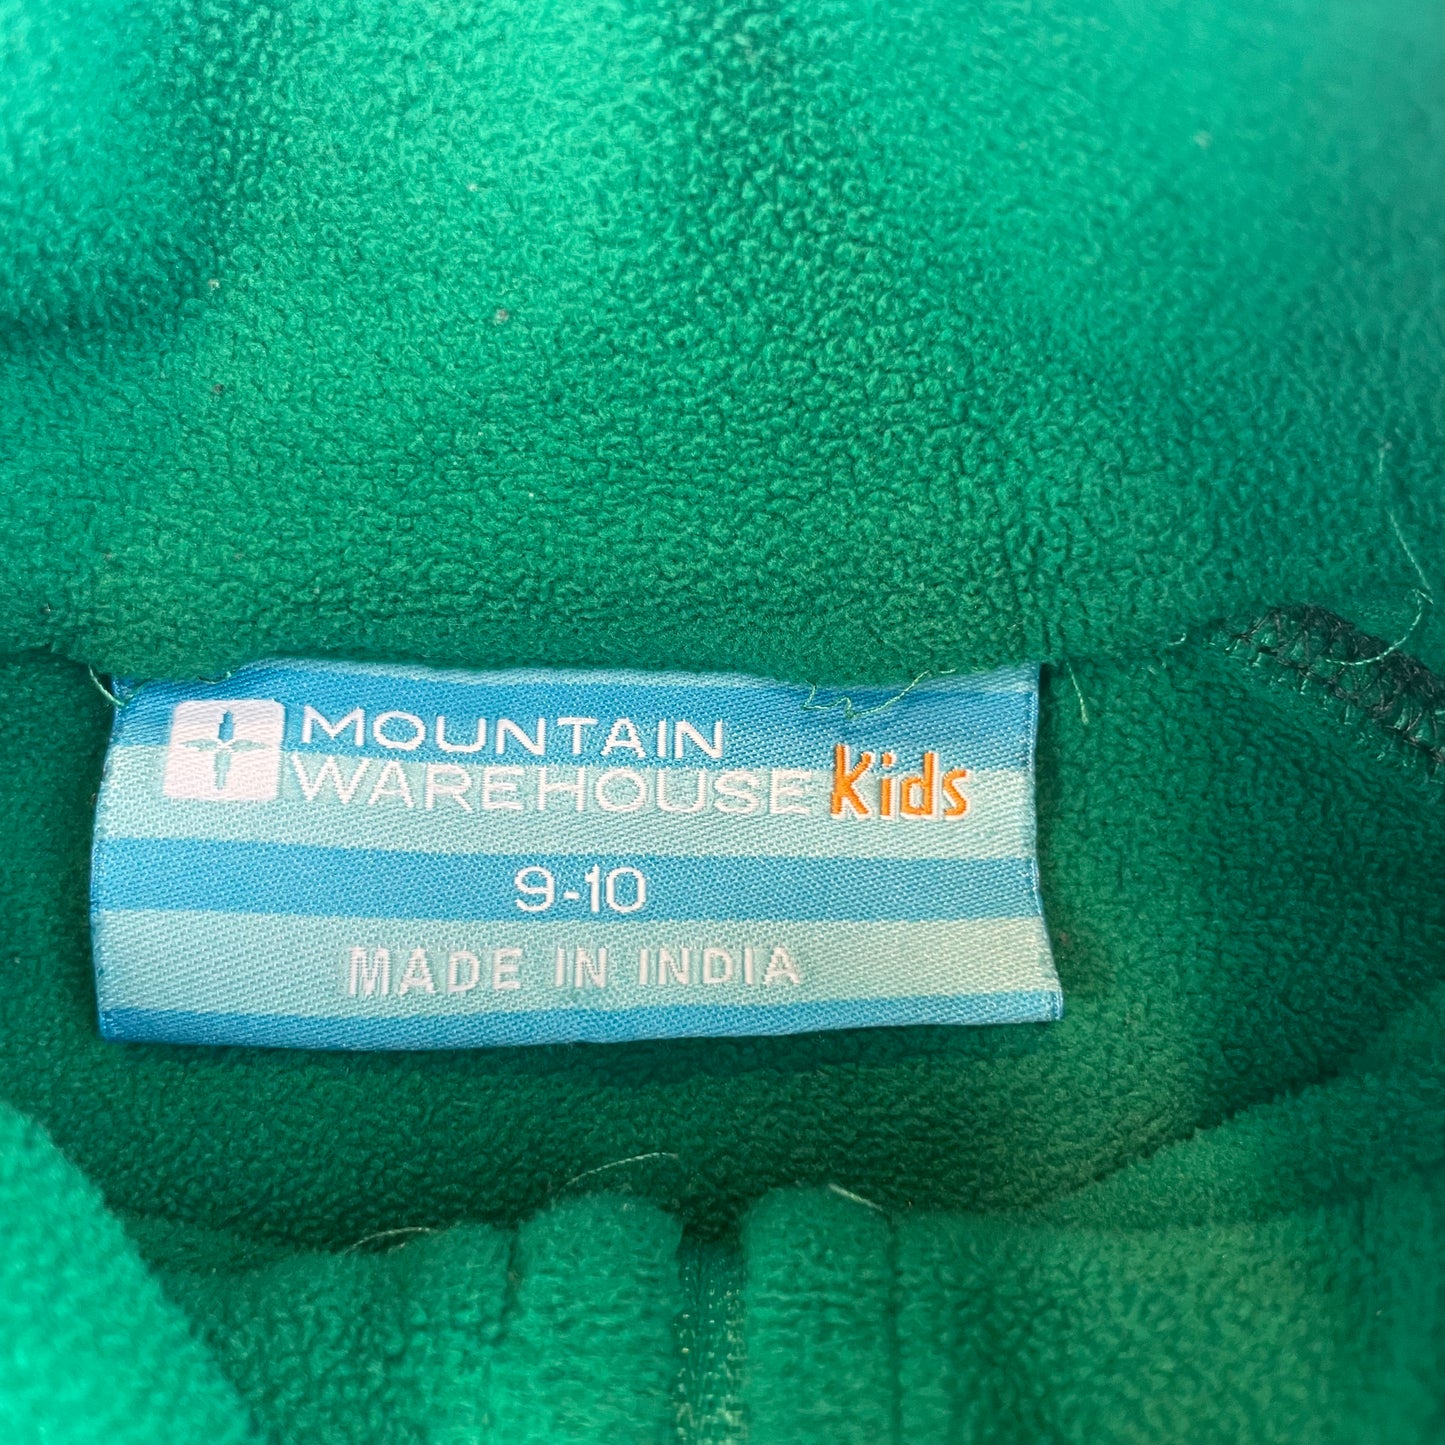 MOUNTAIN
WAREHOUSE Kids
9-10
MADE IN INDIA